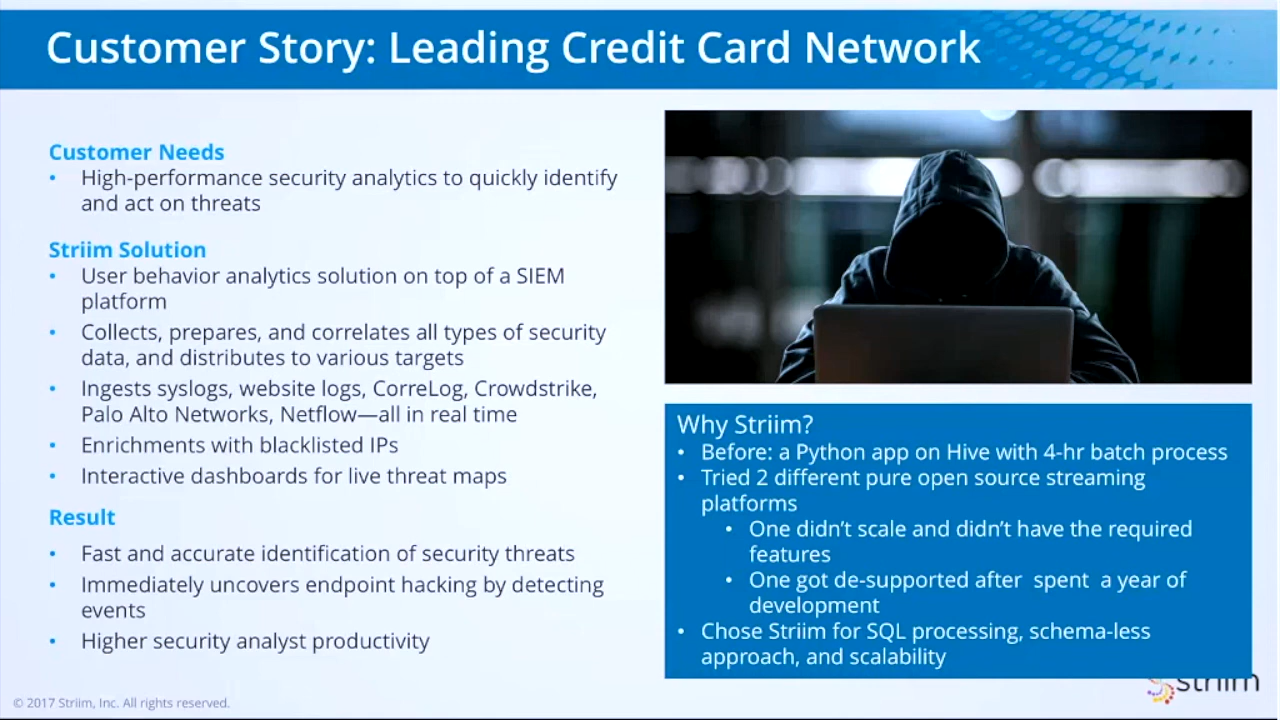 Customer Story: Leading Credit Card Network
Customer Needs
• High-performance security analytics to quickly identify
and act on threats
Striim Solution
• User behavior analytics solution on top of a SIEM
platform
• Collects, prepares, and correlates all types of security
data, and distributes to various targets
• Ingests syslogs, website logs, CorreLog, Crowdstrike,
Palo Alto Networks, Netflow—all in real time
• Enrichments with blacklisted IPs
• Interactive dashboards for live threat maps
Result
• Fast and accurate identification of security threats
• Immediately uncovers endpoint hacking by detecting
events
• Higher security analyst productivity
Why Striim?
• Before: a Python app on Hive with 4-hr batch process
• Tried 2 different pure open source streaming
platforms
• One didn't scale and didn't have the required
features
• One got de-supported after spent a year of
development
• Chose Striim for SQL processing, schema-less
approach, and scalability
striim
© 2017 Striim, Inc. All rights reserved.